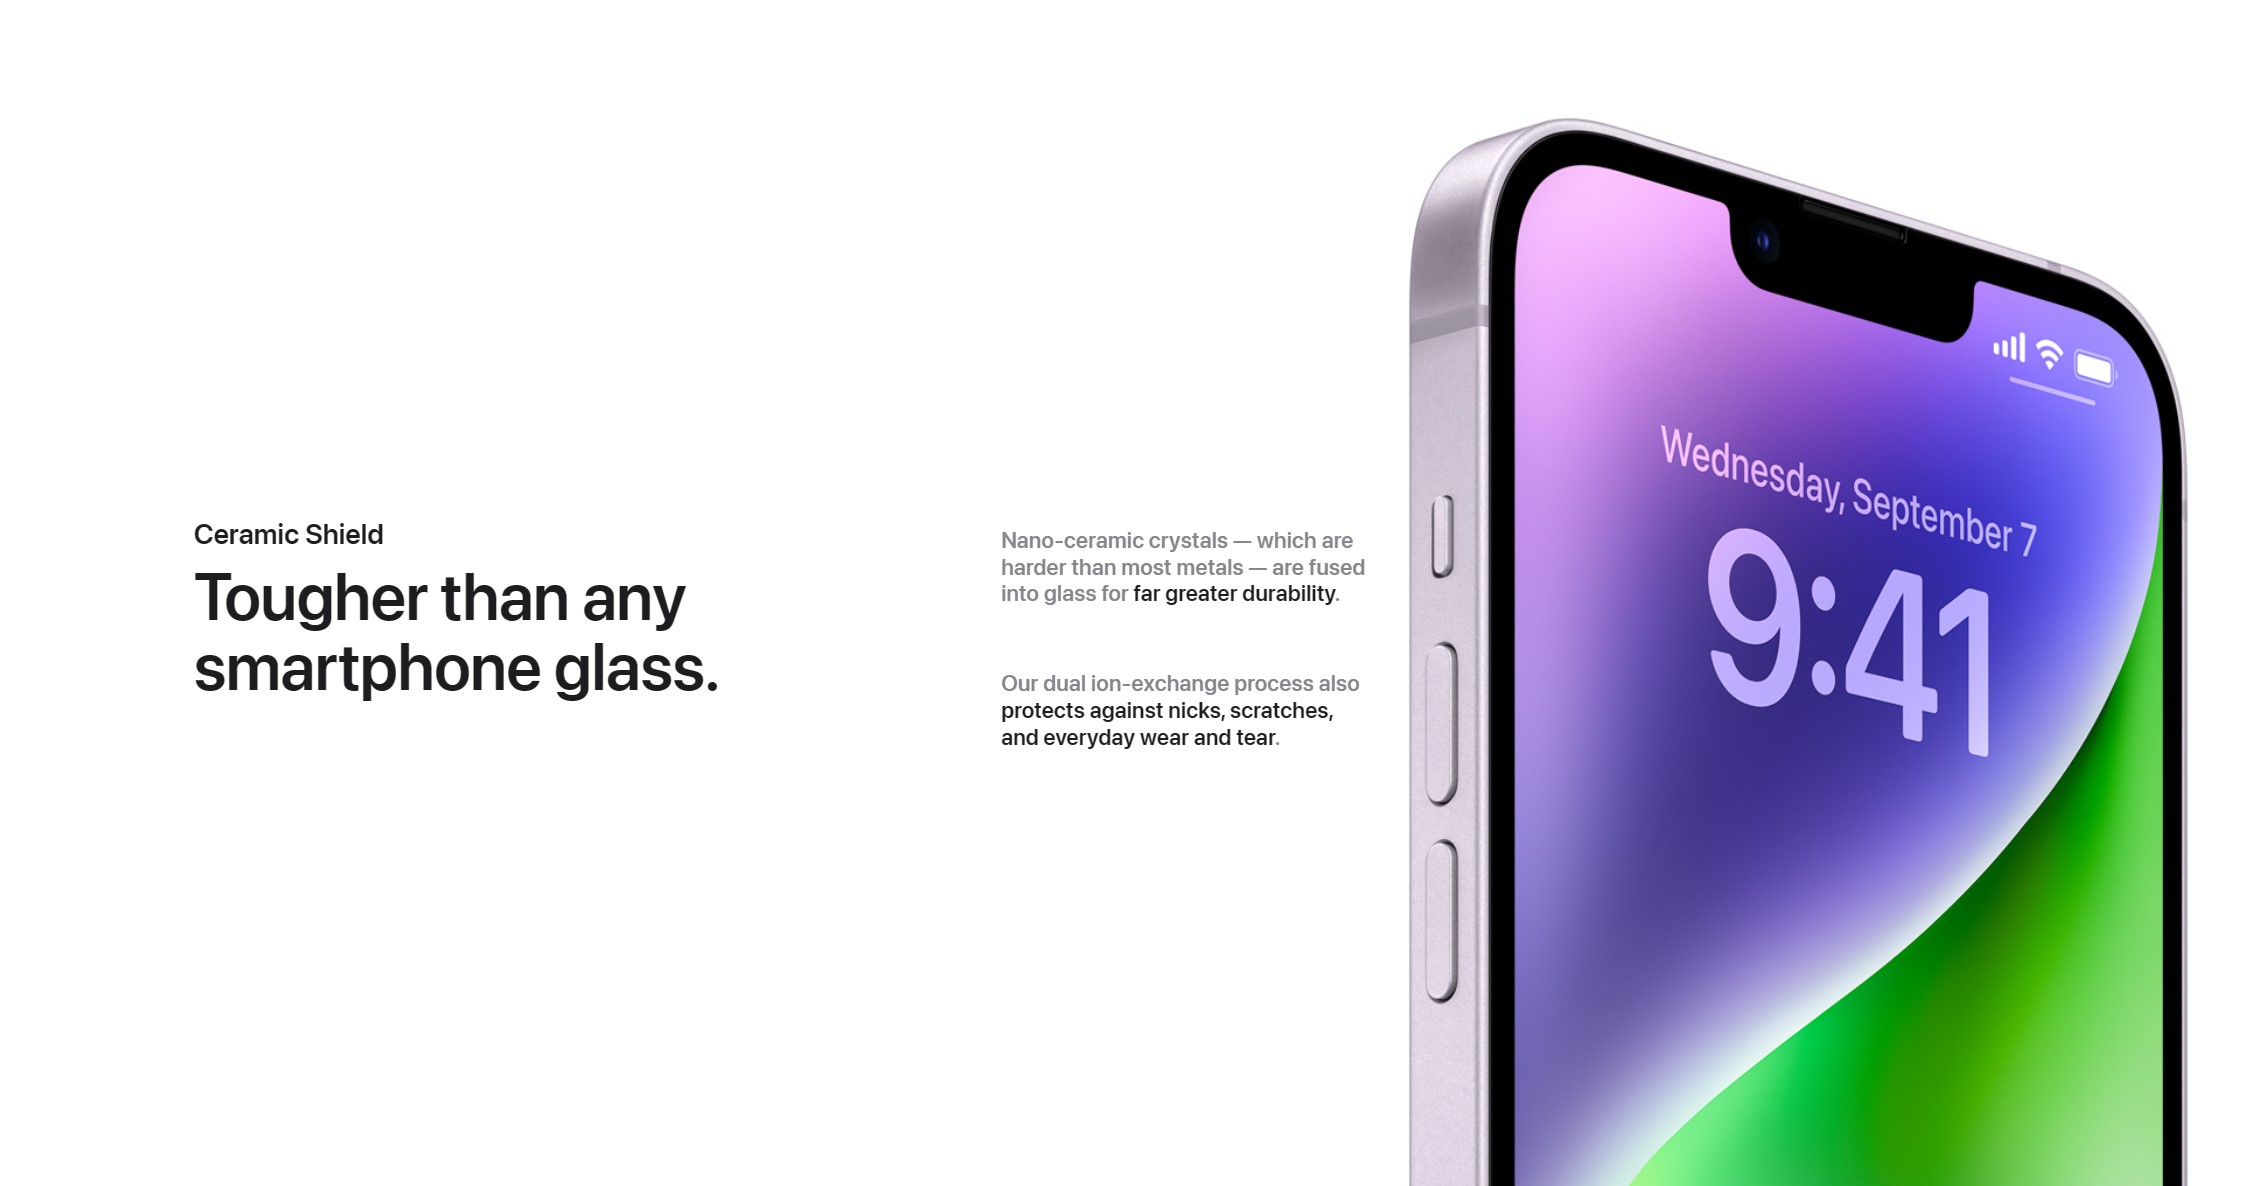 Ceramic Shield
Tougher than any
smartphone glass.
Nano-ceramic crystals — which are
harder than most metals — are fused
into glass for far greater durability.
Our dual ion-exchange process also
protects against nicks, scratches,
and everyday wear and tear.
Wednesday, September 7
9:41